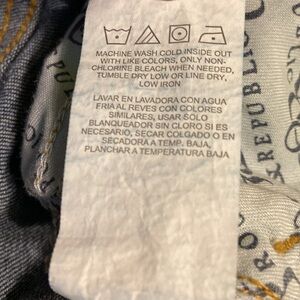 MACHINE WASH COLD INSIDE OUT
WITH LIKE COLORS, ONLY NON-
CHLORINE BLEACH WHEN NEEDED,
TUMBLE DRY LOW OR LINE DRY,
LOW IRON
LAVAR EN LAVADORA CON AGUA
FRIA AL REVES CON COLORES
SIMILARES, USAR SOLO
BLANQUEADOR SIN CLORO SI ES
NECESARIO, SECAR COLGADO O EN
SECADORA A TEMP. BAJA,
PLANCHAR A TEMPERATURA BAJA
REPUBLIC
& REPUBLIC